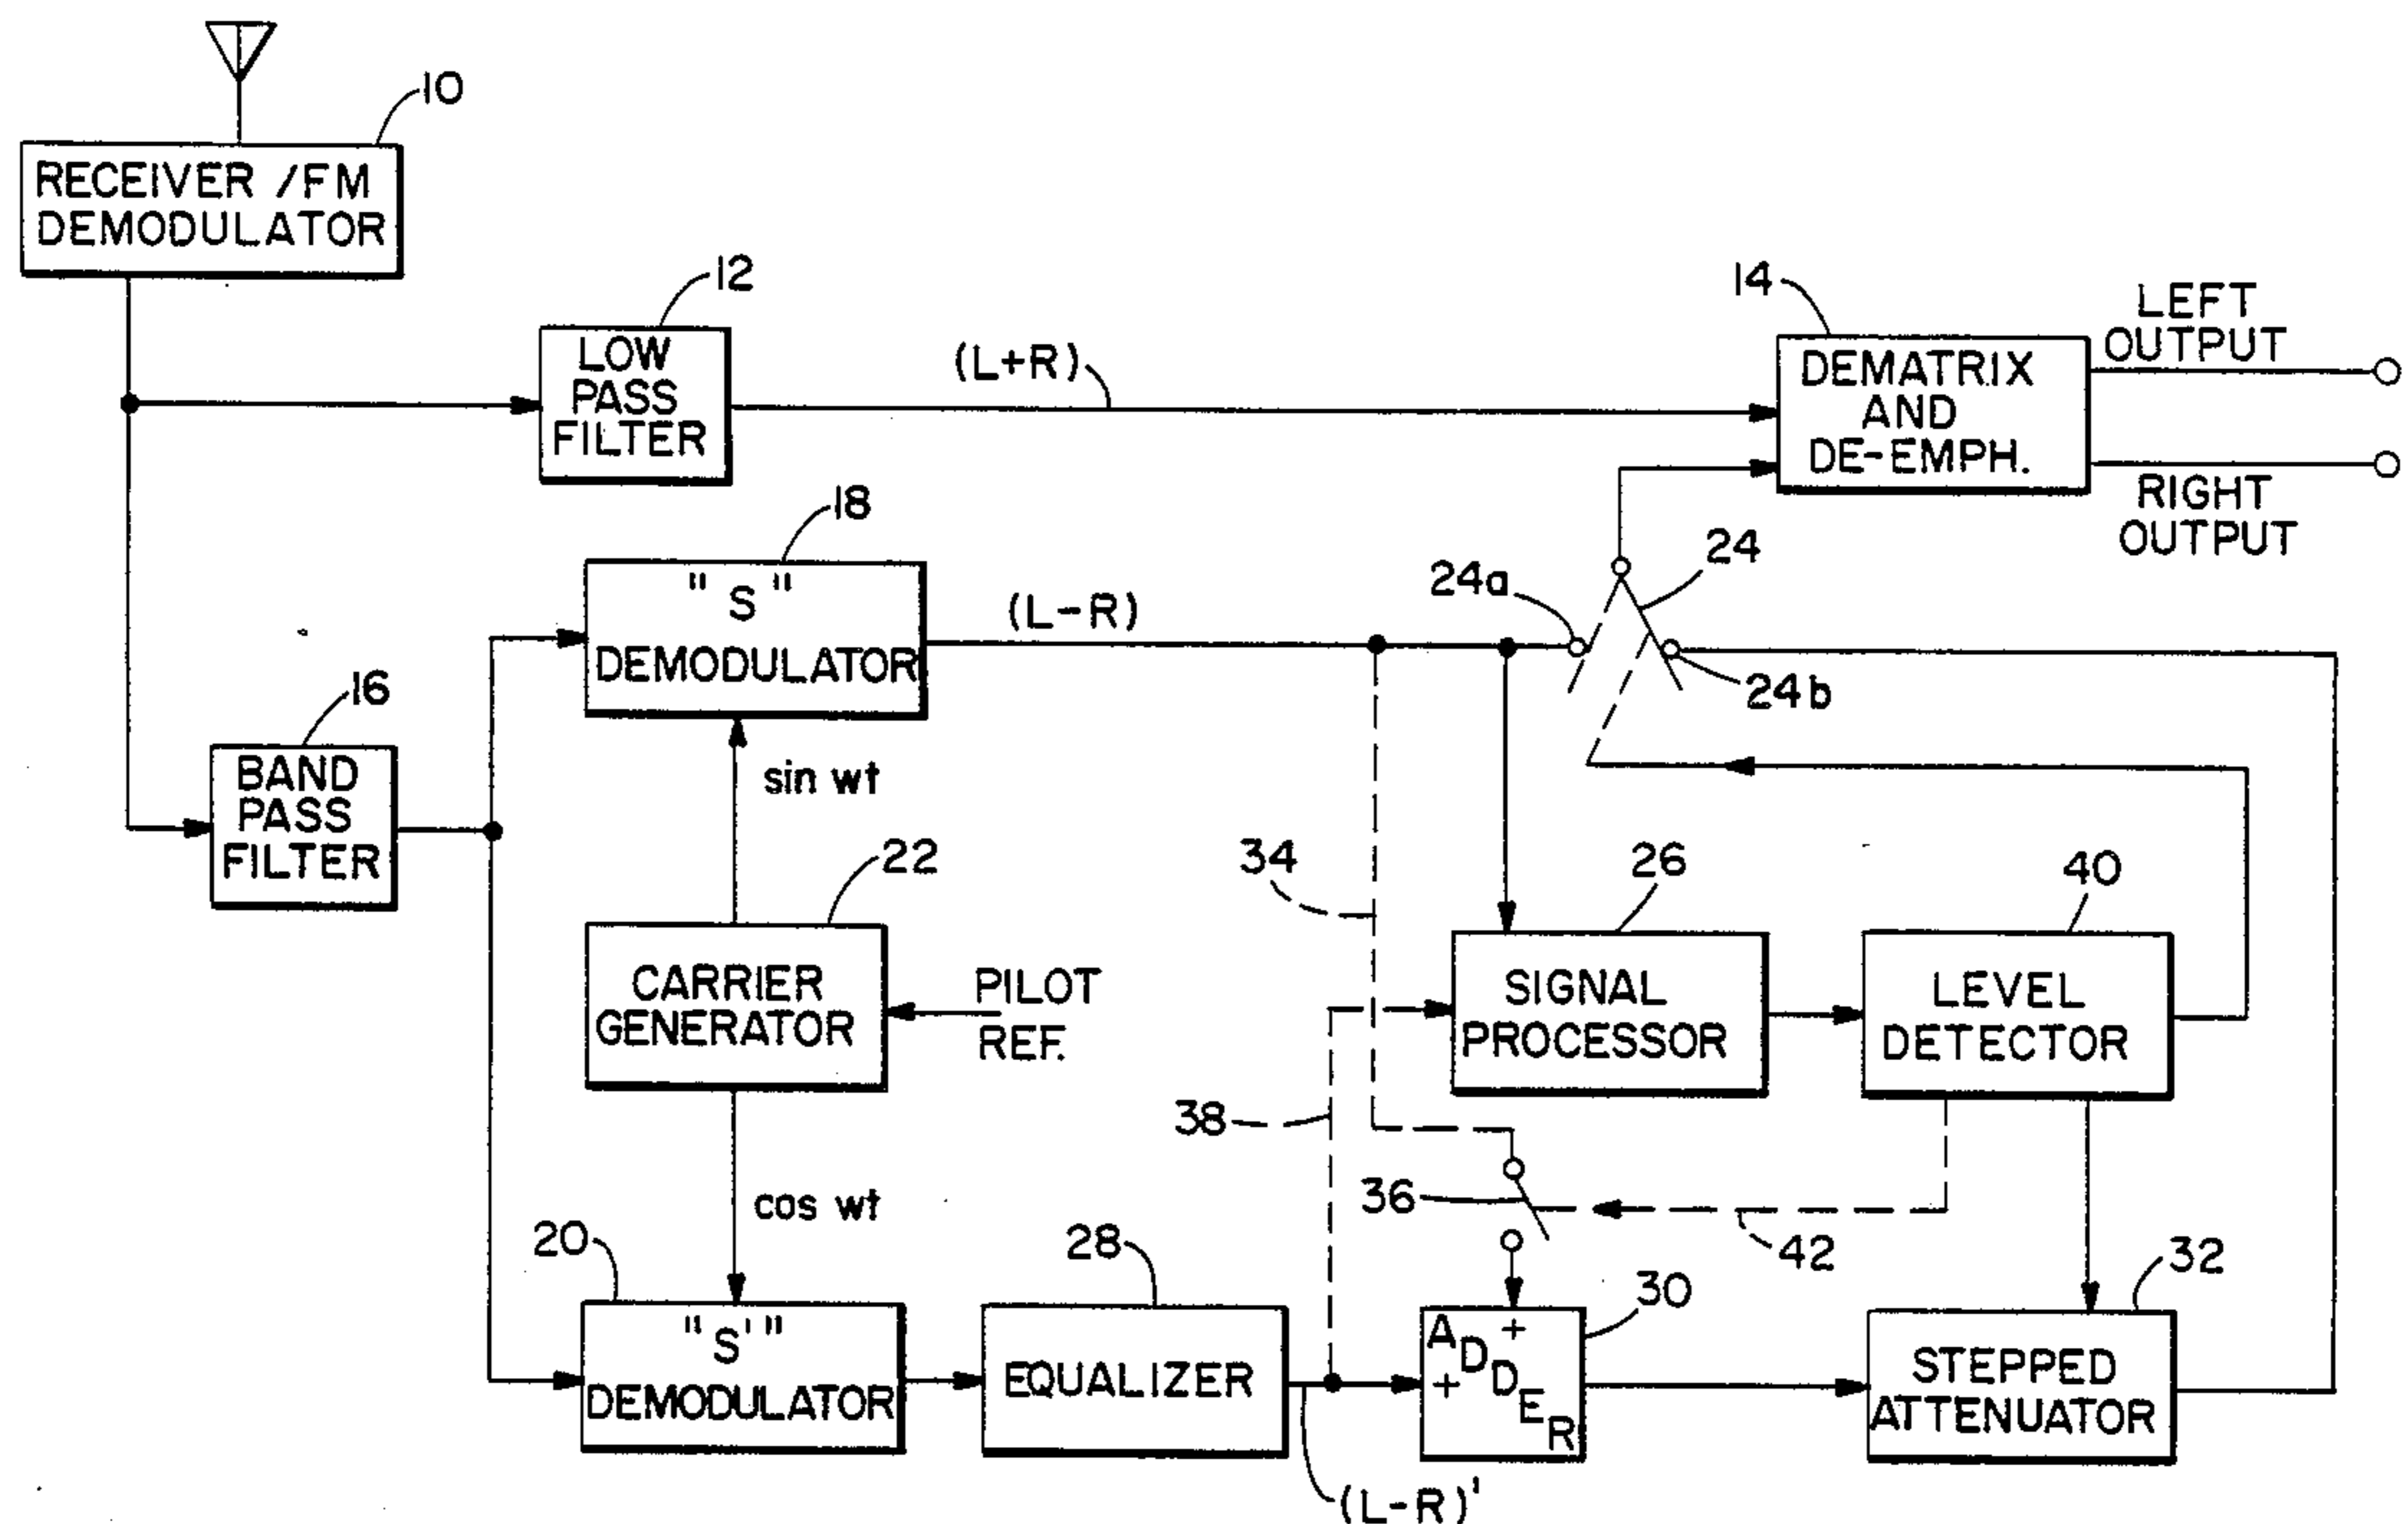 10
RECEIVER /FM
DEMODULATOR
12
LOW
PASS
FILTER
(L+R)
14
DEMATRIX
AND
DE-EMPH.
LEFT
OUTPUT
RIGHT
OUTPUT
18
"S"
DEMODULATOR
(L-R)
24a
24
24b
16
BAND
PASS
FILTER
sin wt
22
CARRIER
GENERATOR
PILOT
REF.
34
26
SIGNAL
PROCESSOR
40
LEVEL
DETECTOR
38
36
42
cos wt
20
"S'"
DEMODULATOR
28
EQUALIZER
(L-R)'
30
+
ADDER
+
32
STEPPED
ATTENUATOR